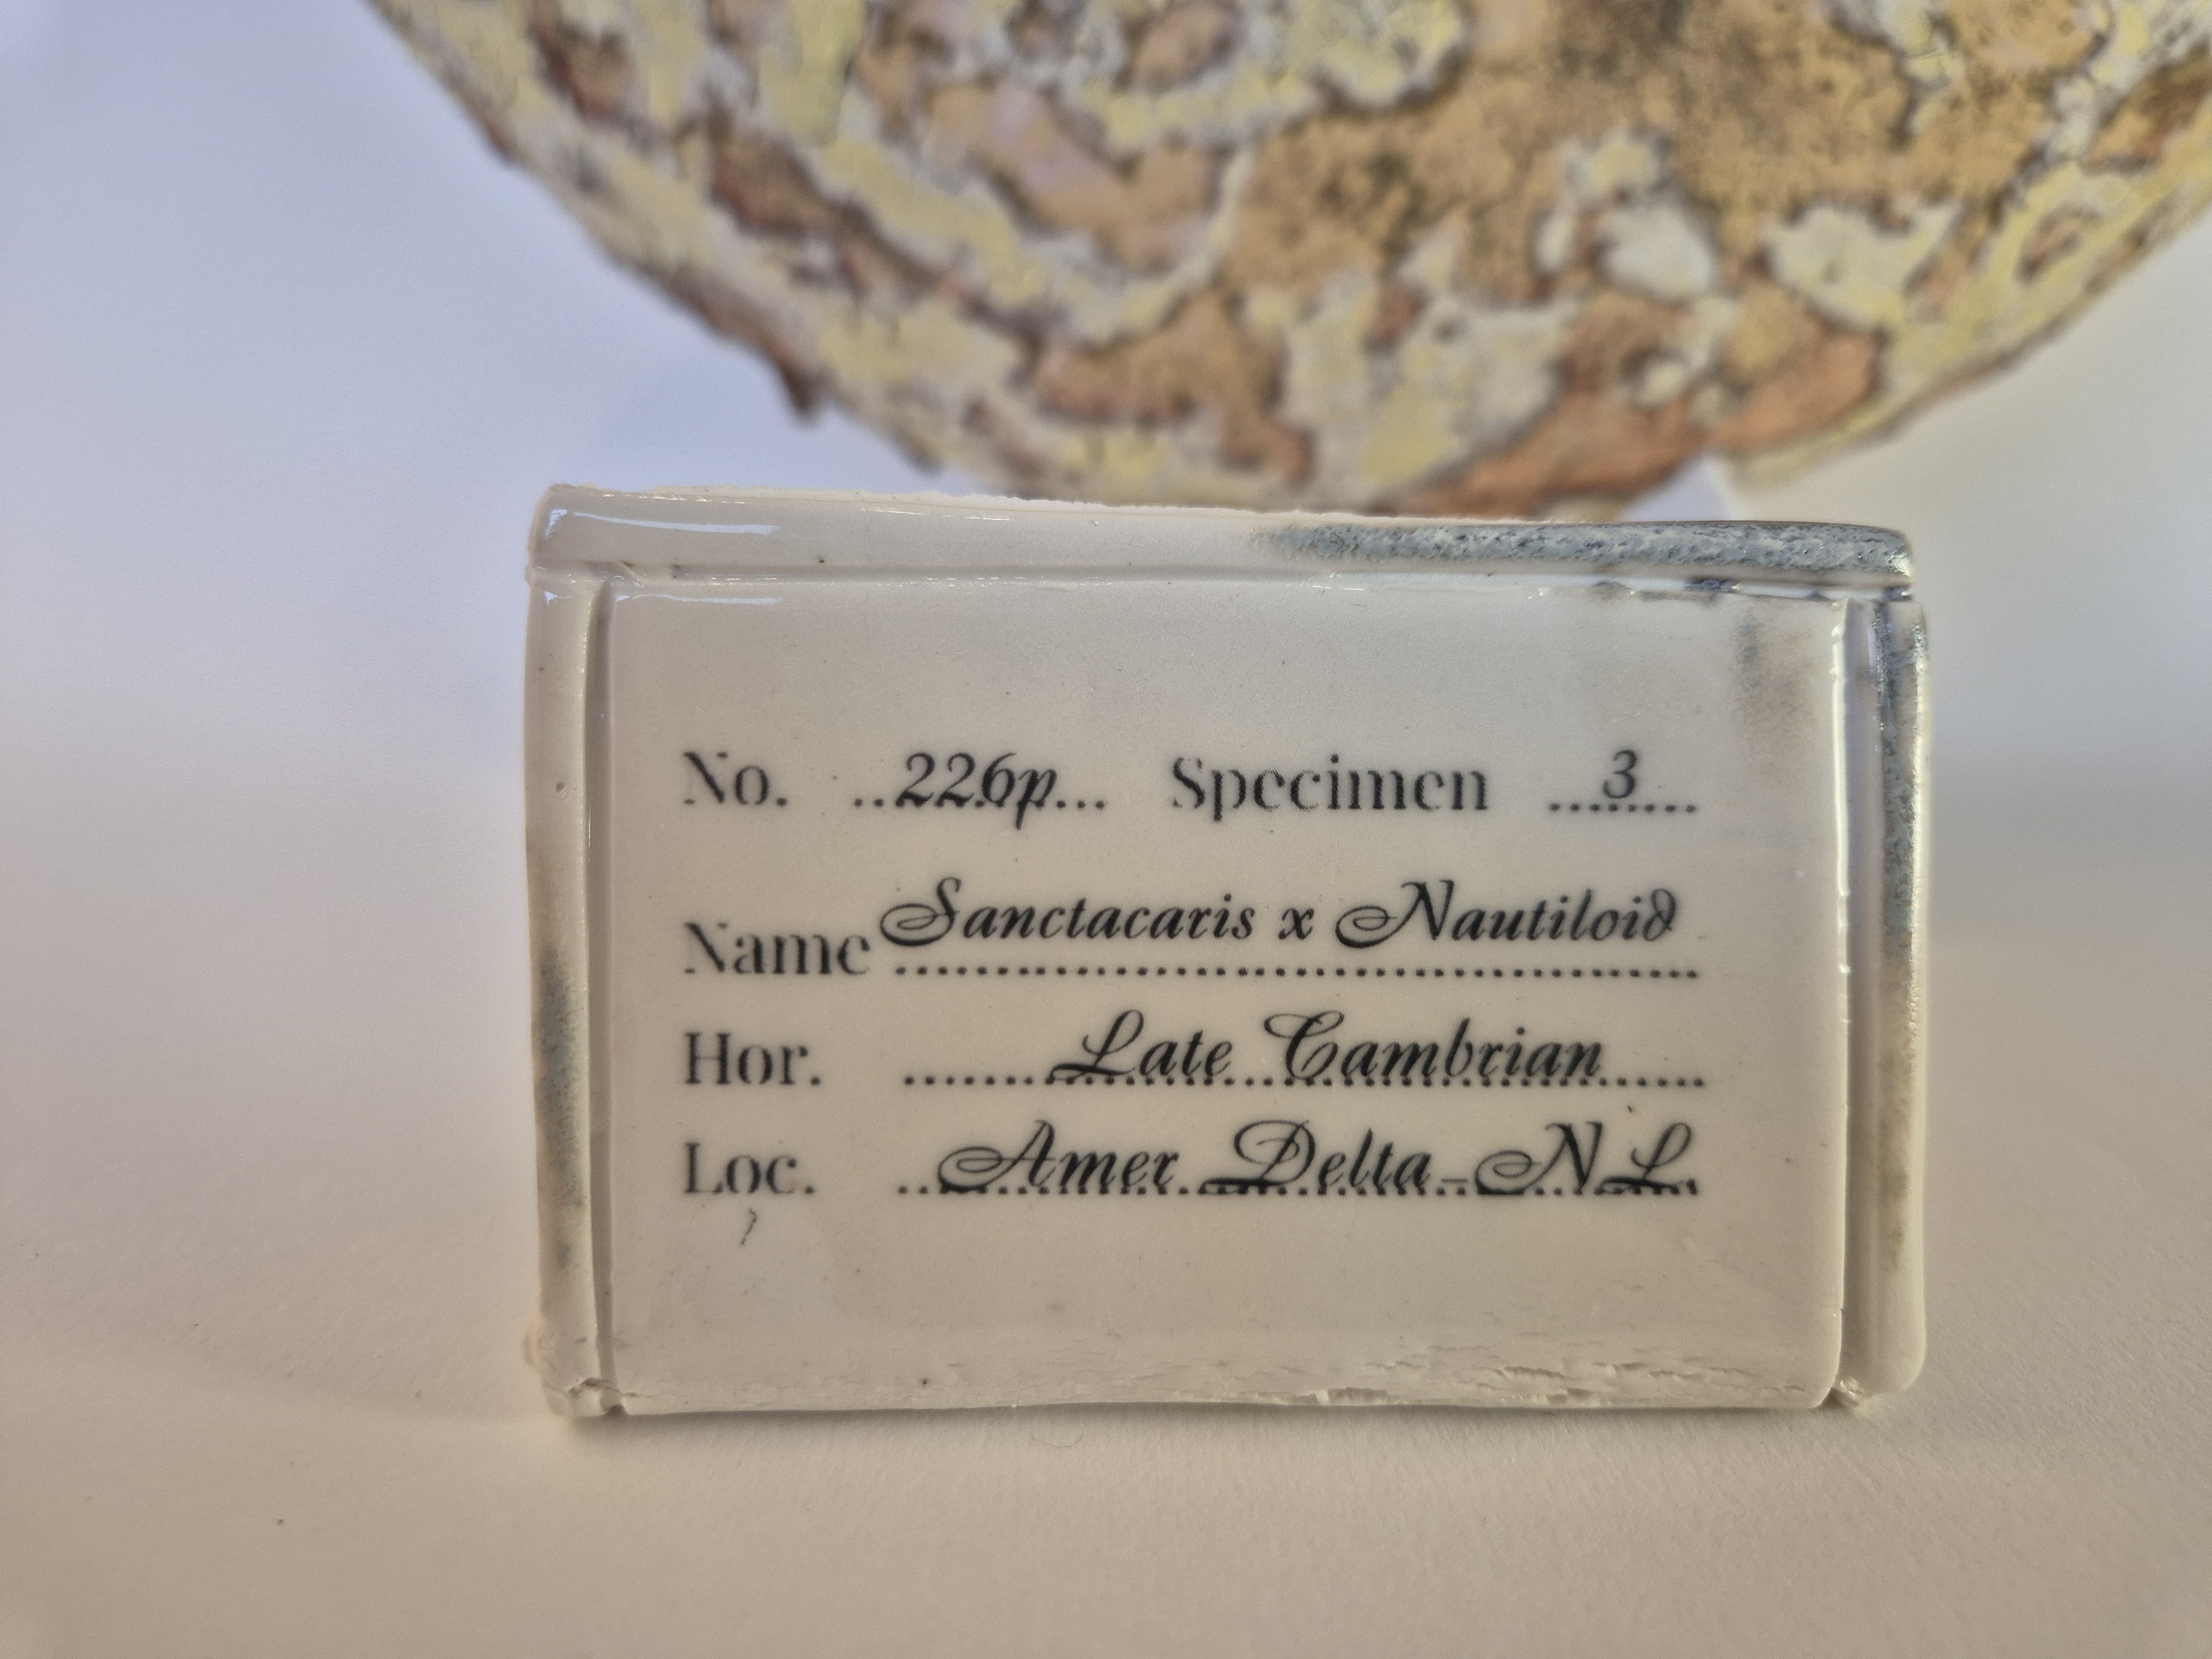 No. ..226p... Specimen ...3....
Name Sanctacaris x Nautiloid
Hor. Late Cambrian
Loc. Amer Delta-NL